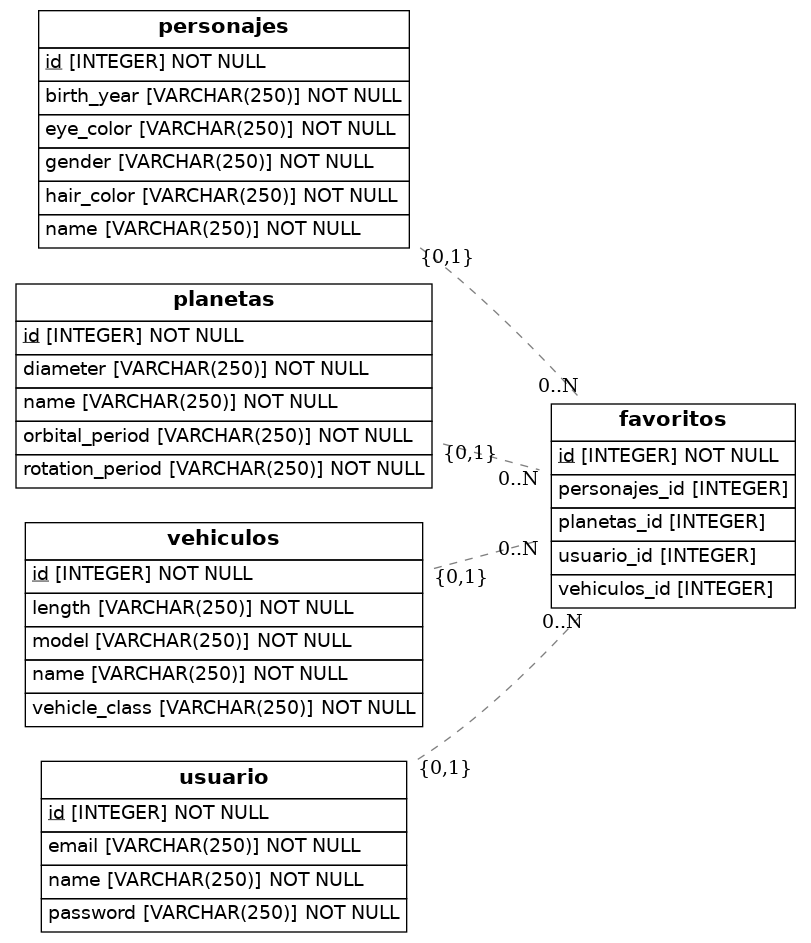 personajes
id [INTEGER] NOT NULL
birth_year [VARCHAR(250)] NOT NULL
eye_color [VARCHAR(250)] NOT NULL
gender [VARCHAR(250)] NOT NULL
hair_color [VARCHAR(250)] NOT NULL
name [VARCHAR(250)] NOT NULL
{0,1}
0..N
planetas
id [INTEGER] NOT NULL
diameter [VARCHAR(250)] NOT NULL
name [VARCHAR(250)] NOT NULL
orbital_period [VARCHAR(250)] NOT NULL
rotation_period [VARCHAR(250)] NOT NULL
{0,1}
0..N
vehiculos
id [INTEGER] NOT NULL
length [VARCHAR(250)] NOT NULL
model [VARCHAR(250)] NOT NULL
name [VARCHAR(250)] NOT NULL
vehicle_class [VARCHAR(250)] NOT NULL
{0,1}
0..N
usuario
id [INTEGER] NOT NULL
email [VARCHAR(250)] NOT NULL
name [VARCHAR(250)] NOT NULL
password [VARCHAR(250)] NOT NULL
{0,1}
0..N
favoritos
id [INTEGER] NOT NULL
personajes_id [INTEGER]
planetas_id [INTEGER]
usuario_id [INTEGER]
vehiculos_id [INTEGER]